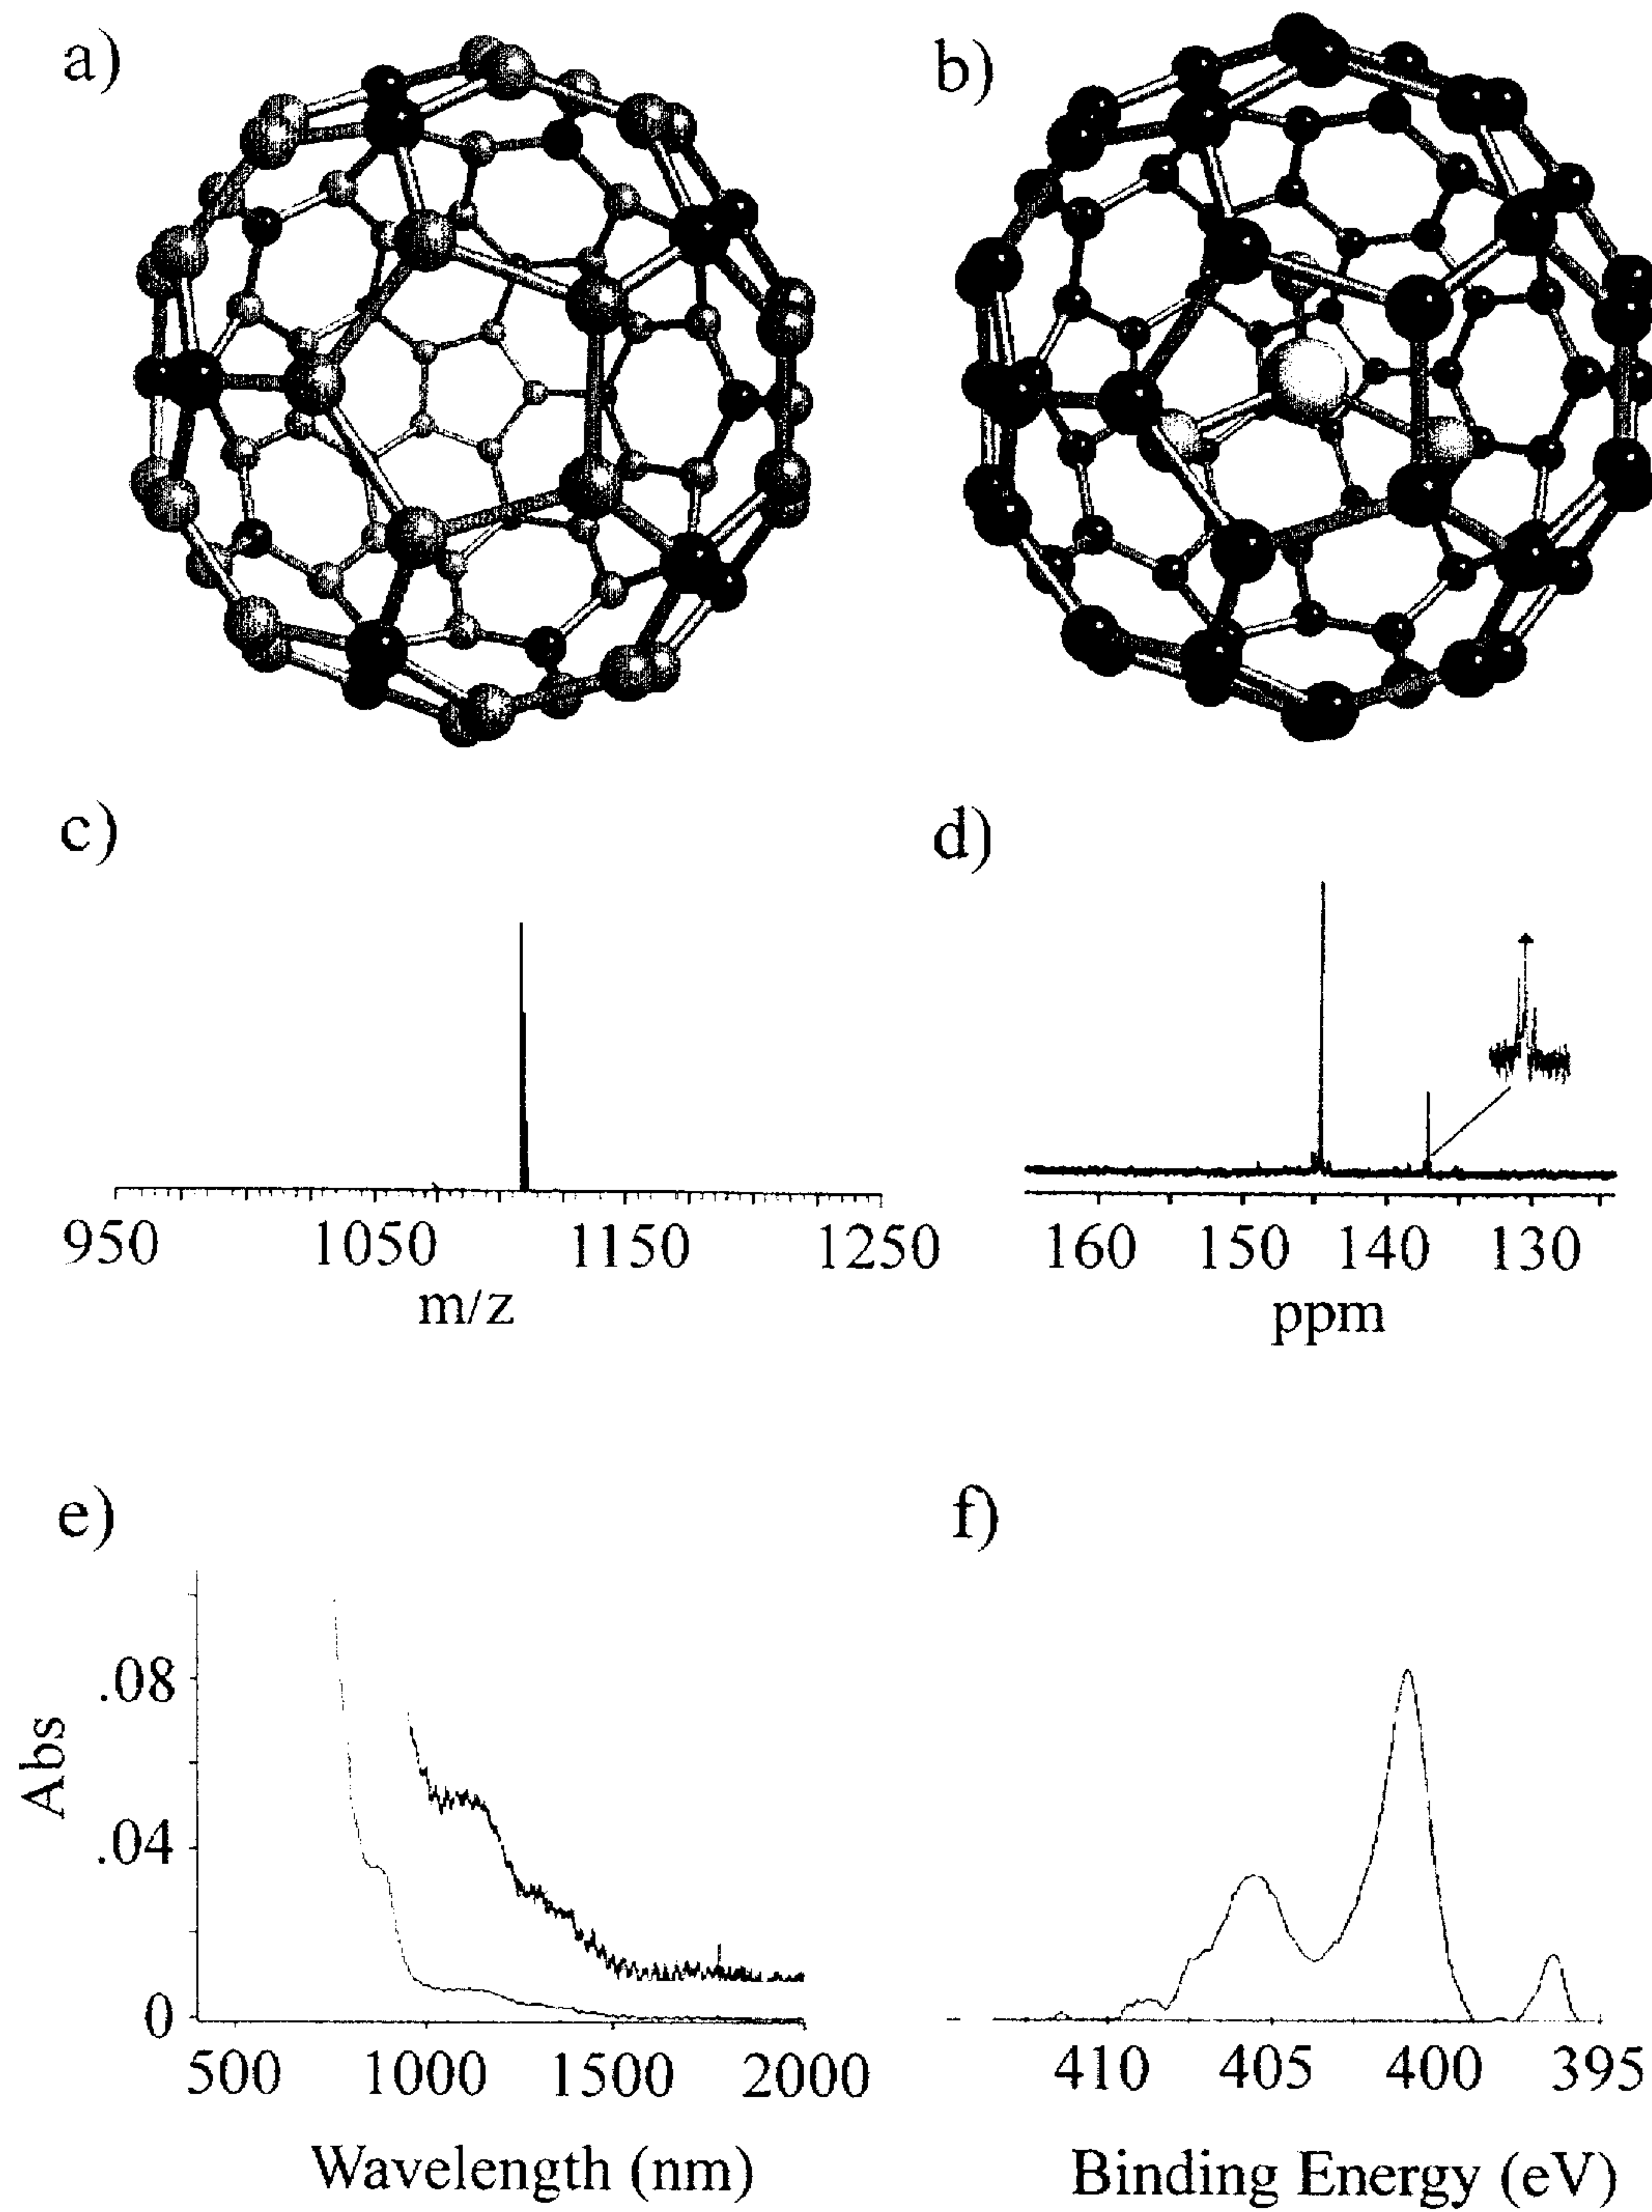 a)
b)
c)
d)
950 1050 1150 1250
m/z
160 150 140 130
ppm
e)
f)
Abs
.08
.04
0
500 1000 1500 2000
Wavelength (nm)
410 405 400 395
Binding Energy (eV)